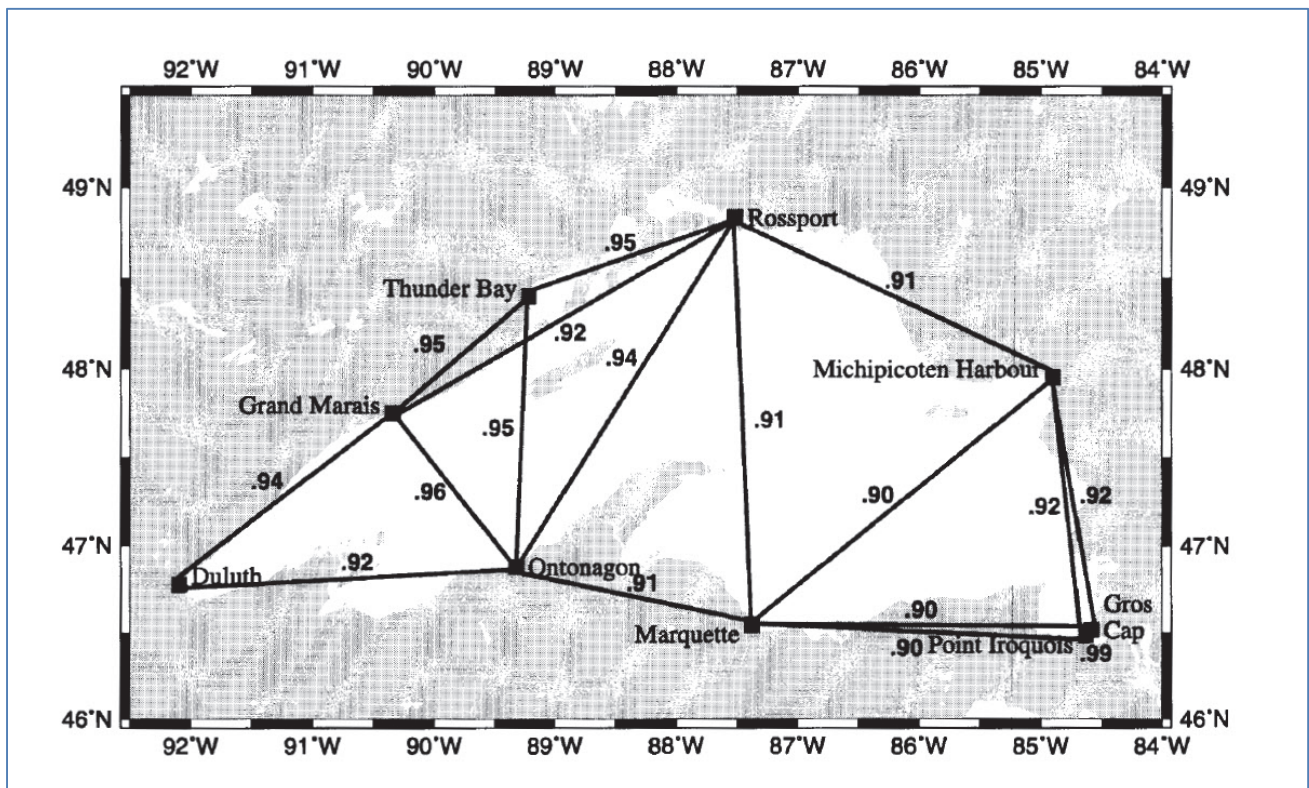 92°W 91°W 90°W 89°W 88°W 87°W 86°W 85°W 84°W
49°N 49°N
Rossport
.95
Thunder Bay
.91
.92
.95
.94
48°N Michipicoten Harbour 48°N
Grand Marais
.95 .91
.94 .96 .90 .92 .92
47°N 47°N
.92 Ontonagon
Duluth .91
.90 Gros
Marquette Cap
.90 Point Iroquois .99
46°N 46°N
92°W 91°W 90°W 89°W 88°W 87°W 86°W 85°W 84°W